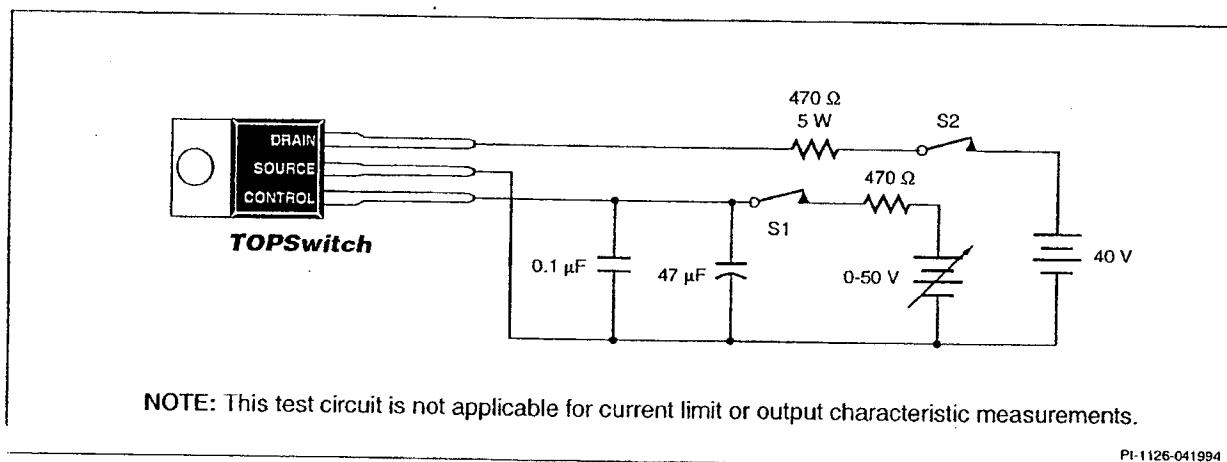 470 Ω
5 W
S2
DRAIN
SOURCE
CONTROL
470 Ω
S1
TOPSwitch
0.1 µF
47 µF
0-50 V
40 V
NOTE: This test circuit is not applicable for current limit or output characteristic measurements.
PI-1126-041994